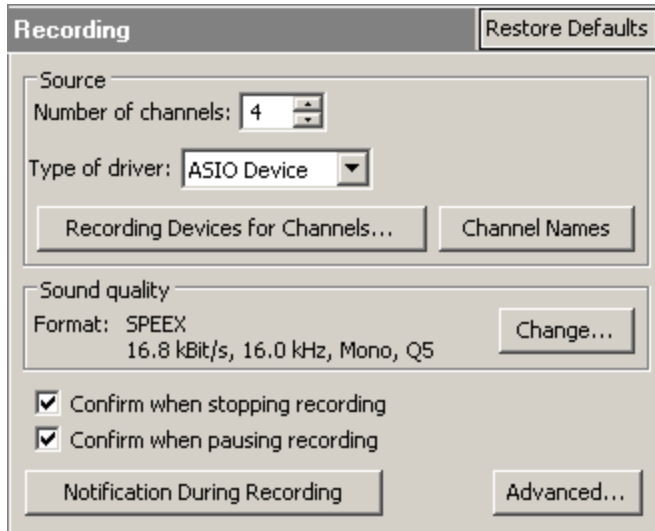 Recording Restore Defaults
Source
Number of channels: 4
Type of driver: ASIO Device
Recording Devices for Channels... Channel Names
Sound quality
Format: SPEEX
16.8 kBit/s, 16.0 kHz, Mono, Q5
Change...
Confirm when stopping recording
Confirm when pausing recording
Notification During Recording Advanced...